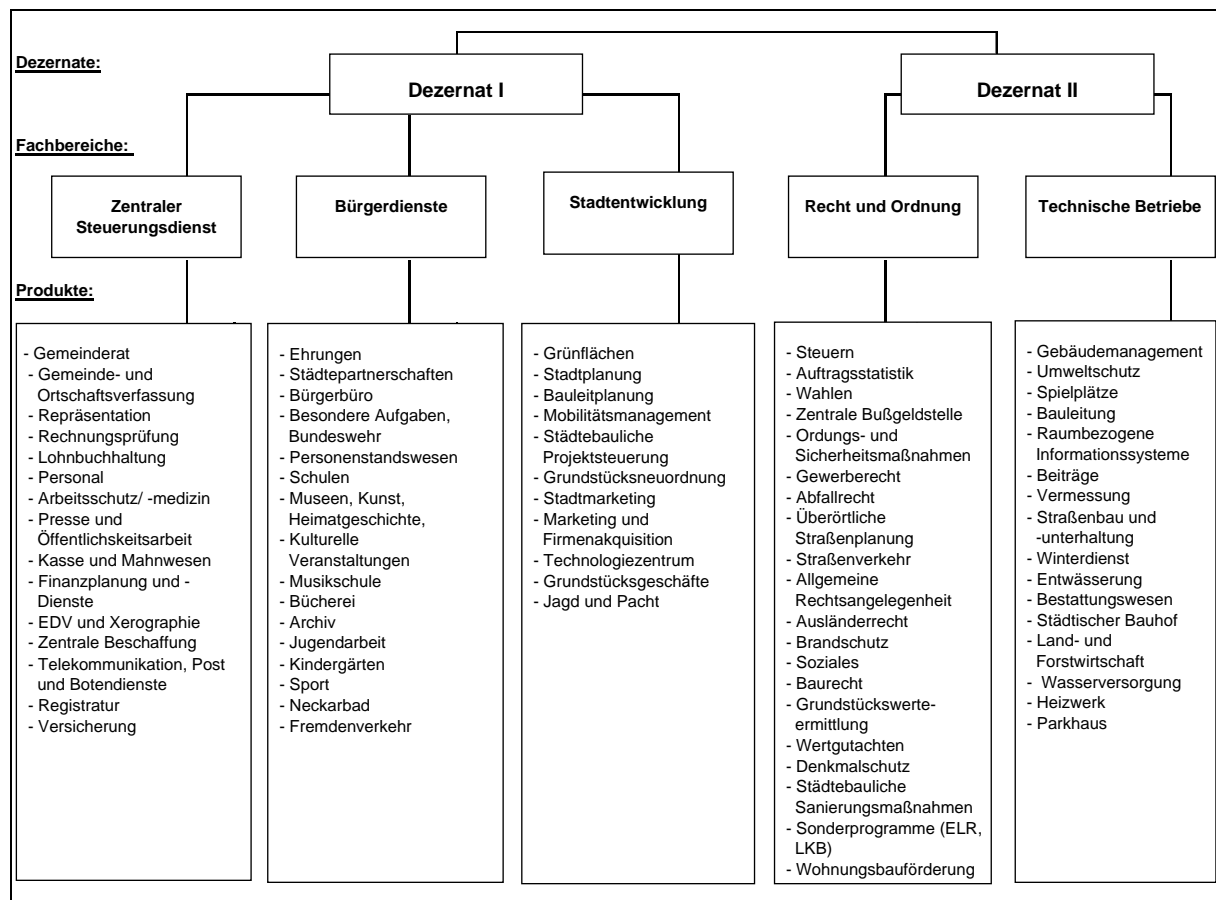 Dezernate:
Dezernat I
Dezernat II
Fachbereiche:
Zentraler
Steuerungsdienst
Bürgerdienste
Stadtentwicklung
Recht und Ordnung
Technische Betriebe
Produkte:
- Gemeinderat
- Gemeinde- und
Ortschaftsverfassung
- Repräsentation
- Rechnungsprüfung
- Lohnbuchhaltung
- Personal
- Arbeitsschutz/ -medizin
- Presse und
Öffentlichskeitsarbeit
- Kasse und Mahnwesen
- Finanzplanung und -
Dienste
- EDV und Xerographie
- Zentrale Beschaffung
- Telekommunikation, Post
und Botendienste
- Registratur
- Versicherung
- Ehrungen
- Städtepartnerschaften
- Bürgerbüro
- Besondere Aufgaben,
Bundeswehr
- Personenstandswesen
- Schulen
- Museen, Kunst,
Heimatgeschichte,
- Kulturelle
Veranstaltungen
- Musikschule
- Bücherei
- Archiv
- Jugendarbeit
- Kindergärten
- Sport
- Neckarbad
- Fremdenverkehr
- Grünflächen
- Stadtplanung
- Bauleitplanung
- Mobilitätsmanagement
- Städtebauliche
Projektsteuerung
- Grundstücksneuordnung
- Stadtmarketing
- Marketing und
Firmenakquisition
- Technologiezentrum
- Grundstücksgeschäfte
- Jagd und Pacht
- Steuern
- Auftragsstatistik
- Wahlen
- Zentrale Bußgeldstelle
- Ordungs- und
Sicherheitsmaßnahmen
- Gewerberecht
- Abfallrecht
- Überörtliche
Straßenplanung
- Straßenverkehr
- Allgemeine
Rechtsangelegenheit
- Ausländerrecht
- Brandschutz
- Soziales
- Baurecht
- Grundstückswerte-
ermittlung
- Wertgutachten
- Denkmalschutz
- Städtebauliche
Sanierungsmaßnahmen
- Sonderprogramme (ELR,
LKB)
- Wohnungsbauförderung
- Gebäudemanagement
- Umweltschutz
- Spielplätze
- Bauleitung
- Raumbezogene
Informationssysteme
- Beiträge
- Vermessung
- Straßenbau und
-unterhaltung
- Winterdienst
- Entwässerung
- Bestattungswesen
- Städtischer Bauhof
- Land- und
Forstwirtschaft
- Wasserversorgung
- Heizwerk
- Parkhaus